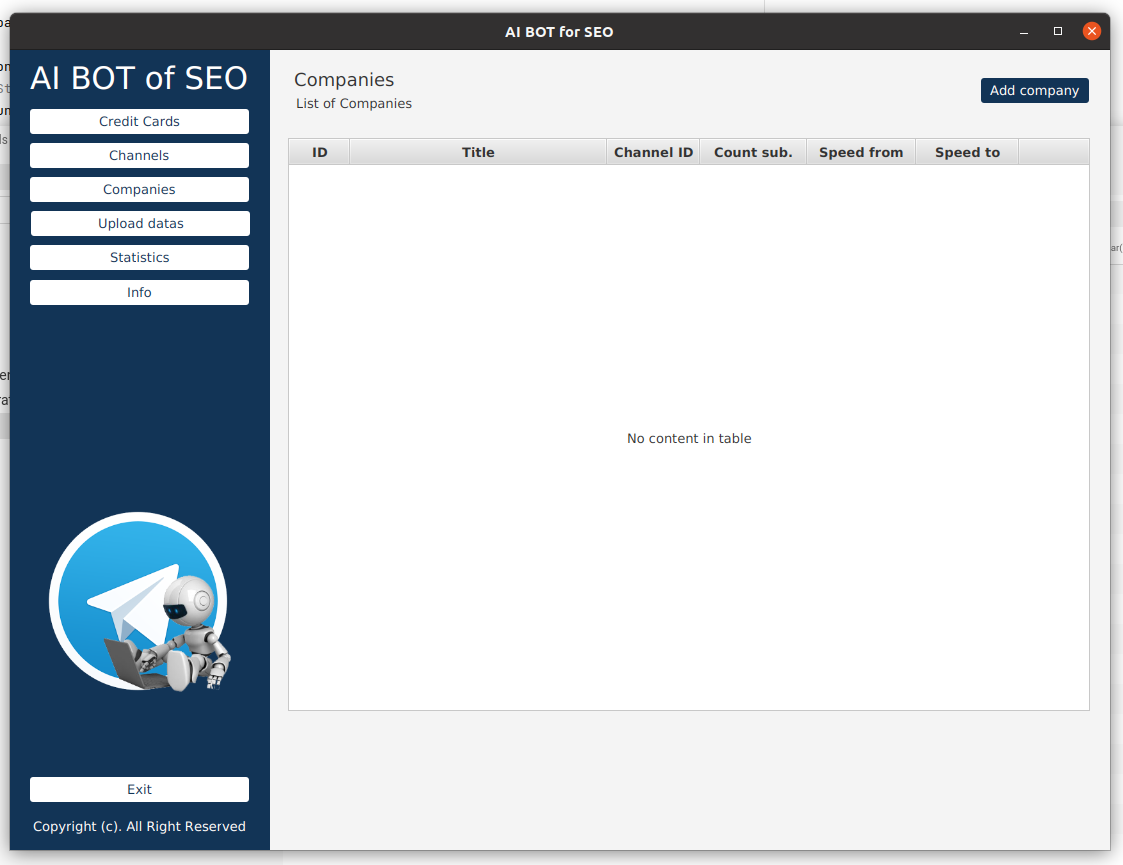 AI BOT for SEO
AI BOT of SEO
Credit Cards
Channels
Companies
Upload datas
Statistics
Info
Exit
Copyright (c). All Right Reserved
Companies
List of Companies
Add company
ID Title Channel ID Count sub. Speed from Speed to
No content in table